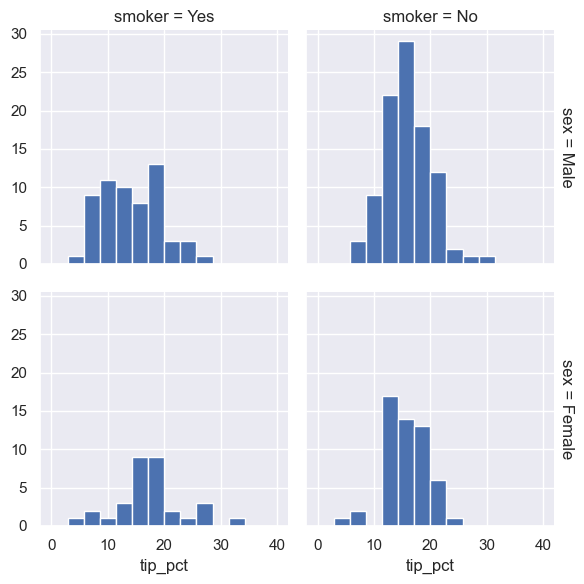 smoker = Yes
smoker = No
30
25
20
15
10
5
0
sex = Male
30
25
20
15
10
5
0
sex = Female
0 10 20 30 40
0 10 20 30 40
tip_pct
tip_pct